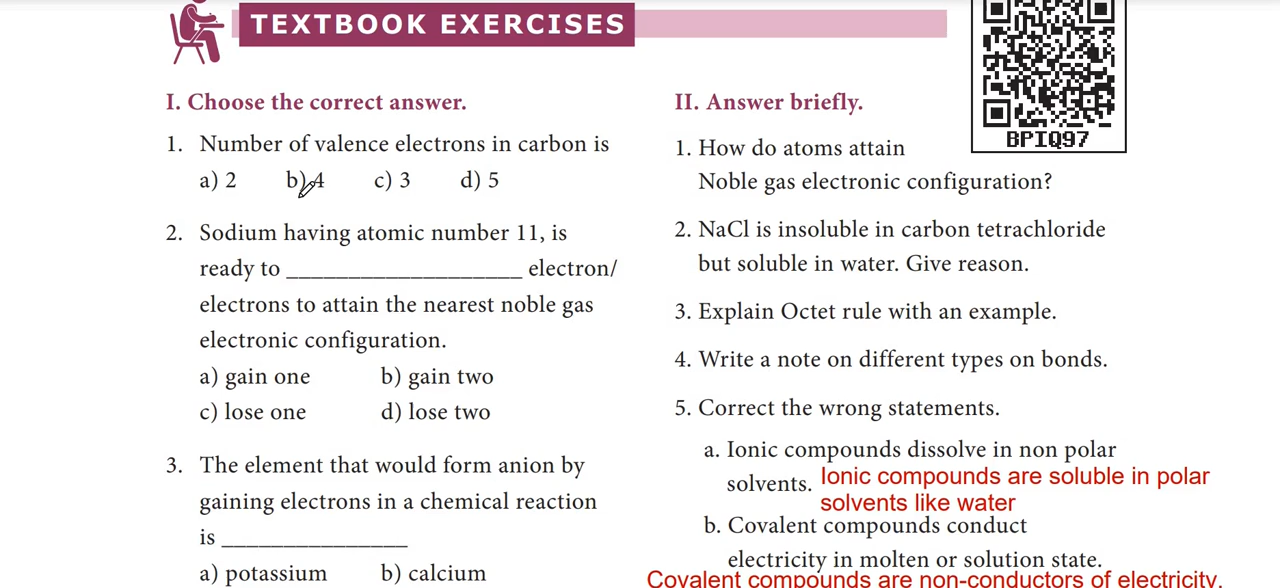 TEXTBOOK EXERCISES
BPIQ97
I. Choose the correct answer.
1. Number of valence electrons in carbon is
a) 2 b) 4 c) 3 d) 5
2. Sodium having atomic number 11, is
ready to ____________________ electron/
electrons to attain the nearest noble gas
electronic configuration.
a) gain one b) gain two
c) lose one d) lose two
3. The element that would form anion by
gaining electrons in a chemical reaction
is ________________
a) potassium b) calcium
II. Answer briefly.
1. How do atoms attain
Noble gas electronic configuration?
2. NaCl is insoluble in carbon tetrachloride
but soluble in water. Give reason.
3. Explain Octet rule with an example.
4. Write a note on different types on bonds.
5. Correct the wrong statements.
a. Ionic compounds dissolve in non polar
solvents. Ionic compounds are soluble in polar
solvents like water
b. Covalent compounds conduct
electricity in molten or solution state.
Covalent compounds are non-conductors of electricity.